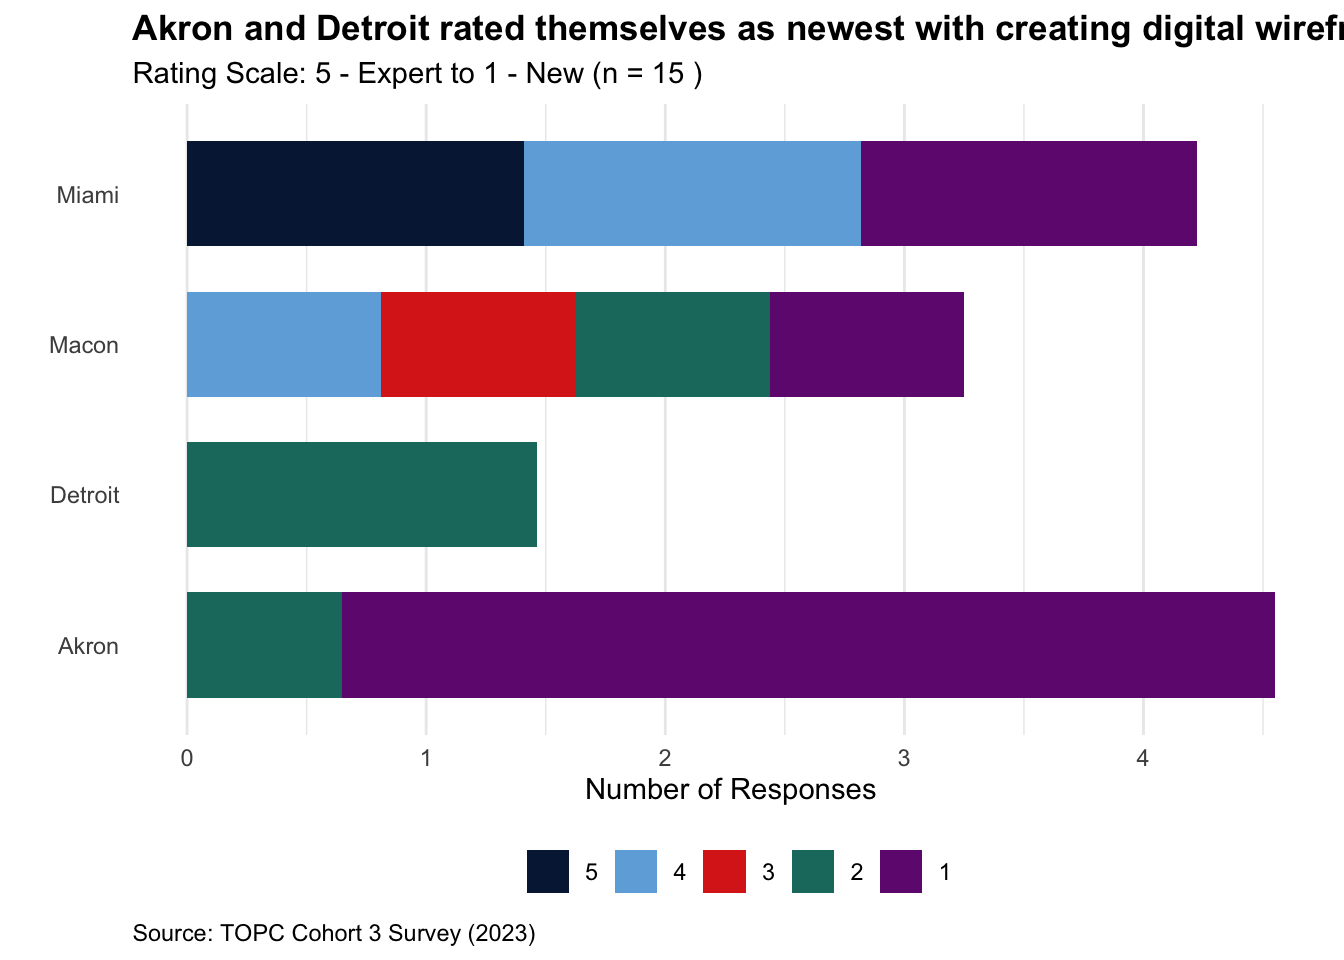 Akron and Detroit rated themselves as newest with creating digital
Rating Scale: 5 - Expert to 1 - New (n = 15 )
Miami
Macon
Detroit
Akron
0 1 2 3 4
Number of Responses
5 4 3 2 1
Source: TOPC Cohort 3 Survey (2023)